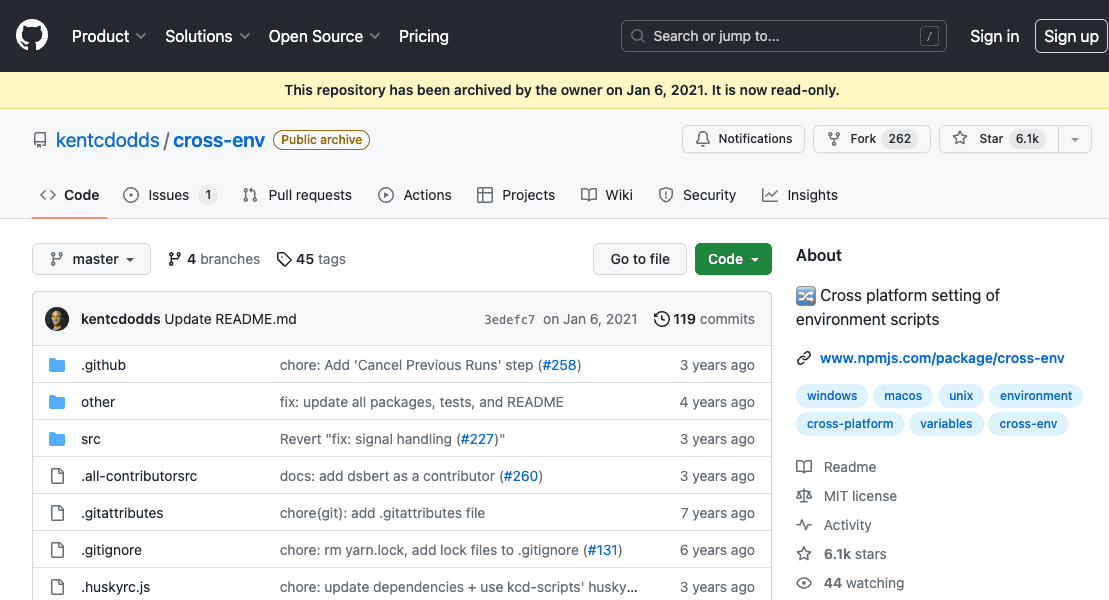 Product Solutions Open Source Pricing Search or jump to... / Sign in Sign up
This repository has been archived by the owner on Jan 6, 2021. It is now read-only.
kentcdodds / cross-env Public archive Notifications Fork 262 Star 6.1k
Code Issues 1 Pull requests Actions Projects Wiki Security Insights
master 4 branches 45 tags Go to file Code
kentcdodds Update README.md 3edefc7 on Jan 6, 2021 119 commits
.github chore: Add 'Cancel Previous Runs' step (#258) 3 years ago
other fix: update all packages, tests, and README 4 years ago
src Revert "fix: signal handling (#227)" 3 years ago
.all-contributorsrc docs: add dsbert as a contributor (#260) 3 years ago
.gitattributes chore(git): add .gitattributes file 7 years ago
.gitignore chore: rm yarn.lock, add lock files to .gitignore (#131) 6 years ago
.huskyrc.js chore: update dependencies + use kcd-scripts' husky... 3 years ago
About
Cross platform setting of
environment scripts
www.npmjs.com/package/cross-env
windows macos unix environment
cross-platform variables cross-env
Readme
MIT license
Activity
6.1k stars
44 watching